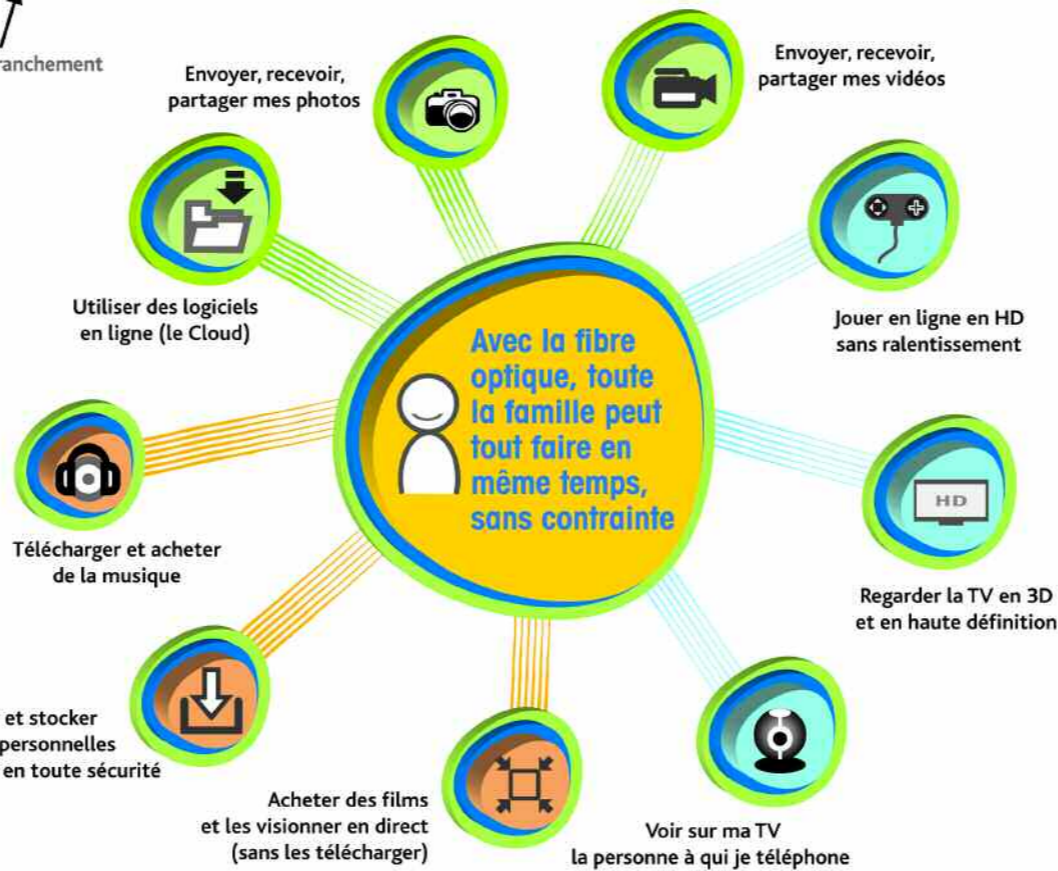 Envoyer, recevoir,
partager mes photos
Envoyer, recevoir,
partager mes vidéos
Utiliser des logiciels
en ligne (le Cloud)
Jouer en ligne en HD
sans ralentissement
Avec la fibre
optique, toute
la famille peut
tout faire en
même temps,
sans contrainte
Télécharger et acheter
de la musique
HD
Regarder la TV en 3D
et en haute définition
et stocker
personnelles
en toute sécurité
Acheter des films
et les visionner en direct
(sans les télécharger)
Voir sur ma TV
la personne à qui je téléphone